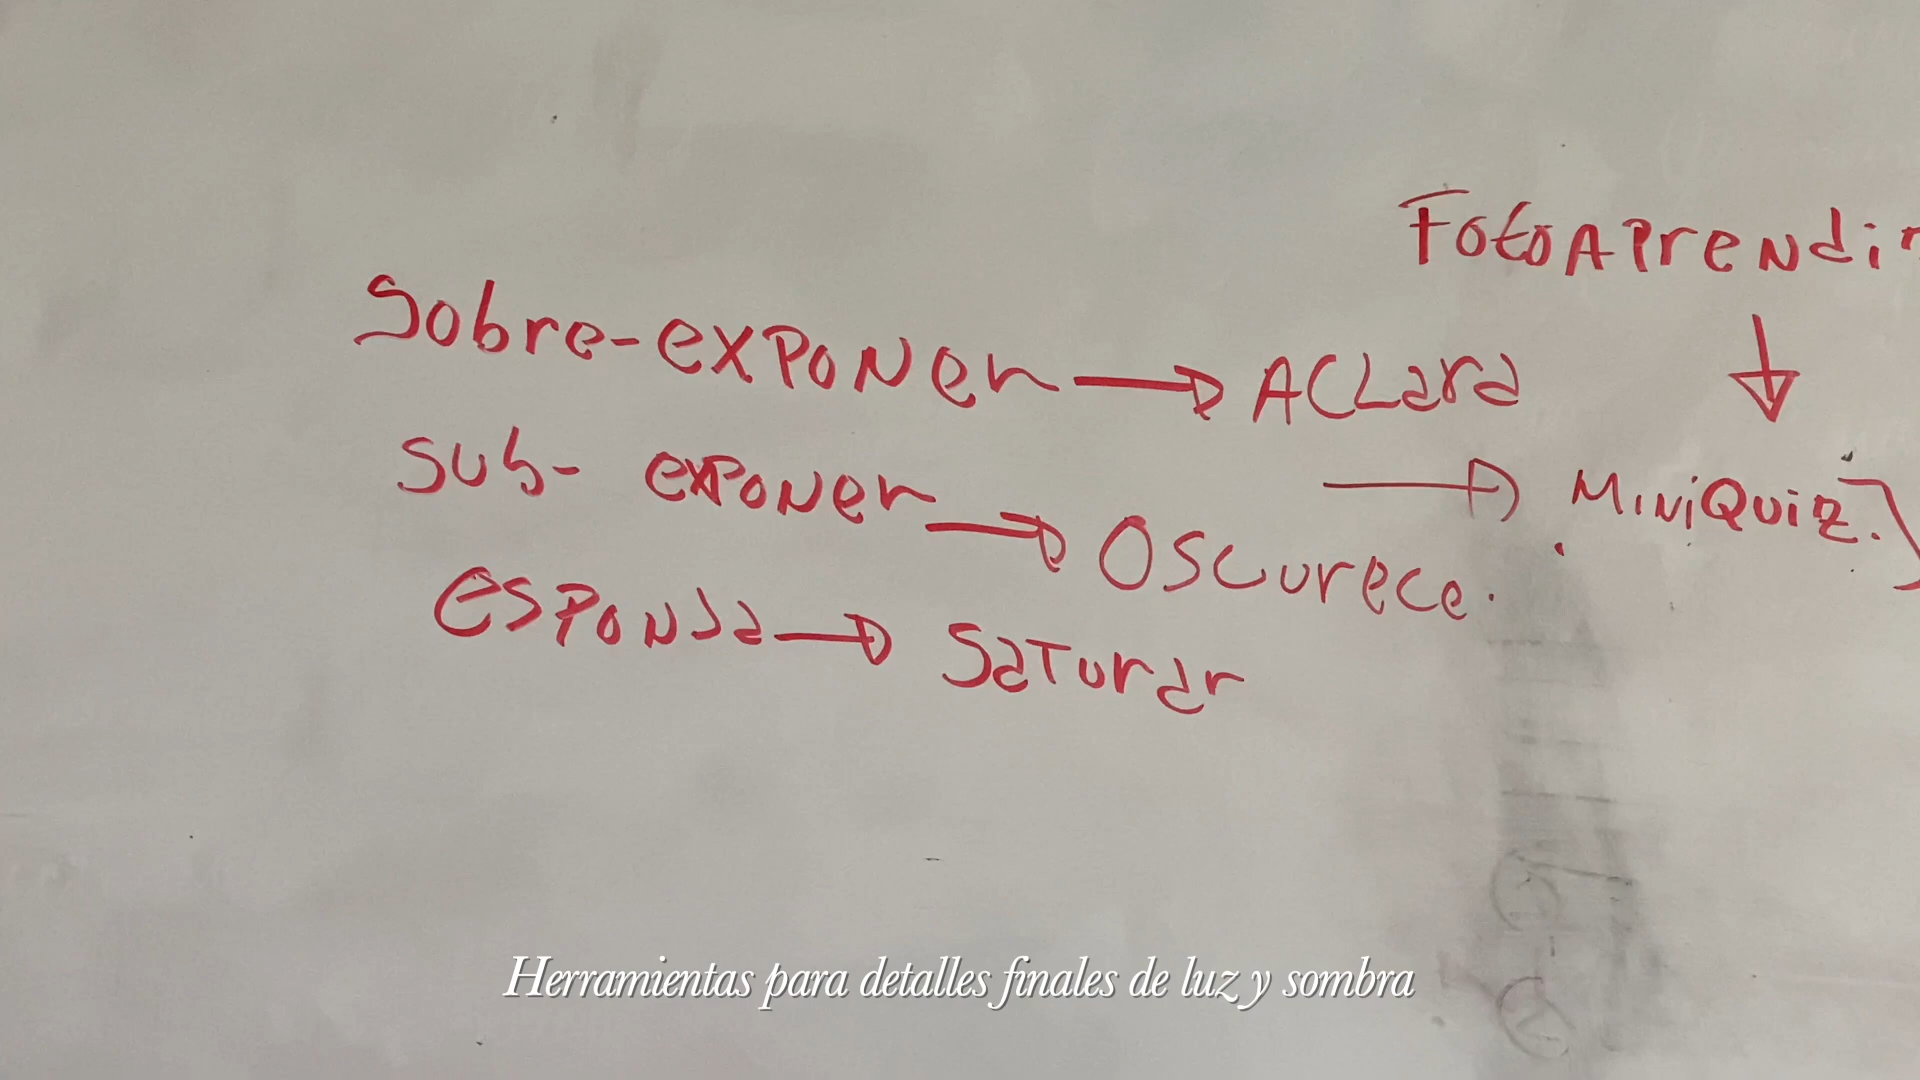 FotoAprendi
Sobre-exponer → Aclara
Sub- exponer → Oscurece.
→ MiniQuiz.
esponja → Saturar
Herramientas para detalles finales de luz y sombra